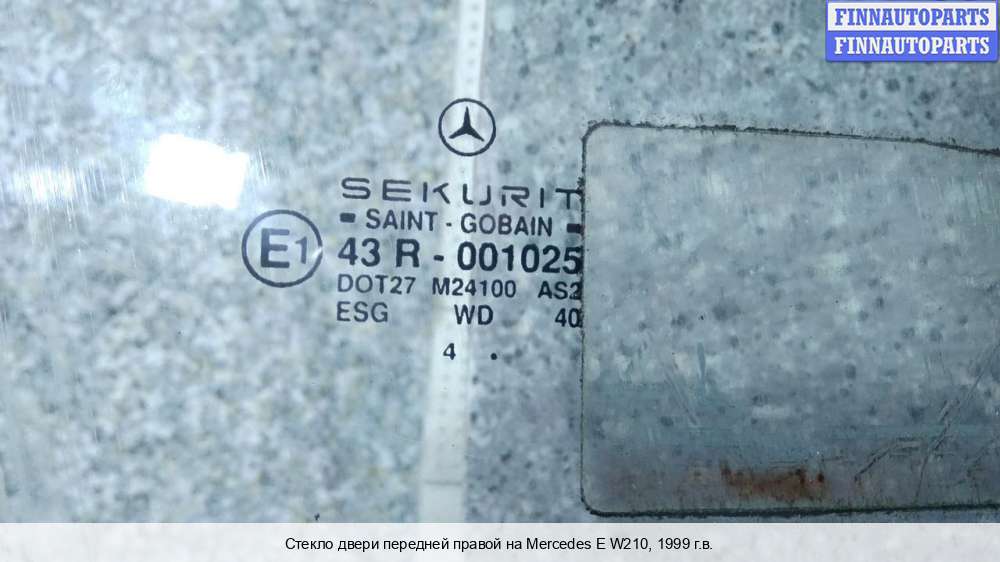 FINNAUTOPARTS
FINNAUTOPARTS
SEKURIT
SAINT - GOBAIN
E1 43 R - 001025
DOT27 M24100 AS2
ESG WD 40
4 .
Стекло двери передней правой на Mercedes E W210, 1999 г.в.